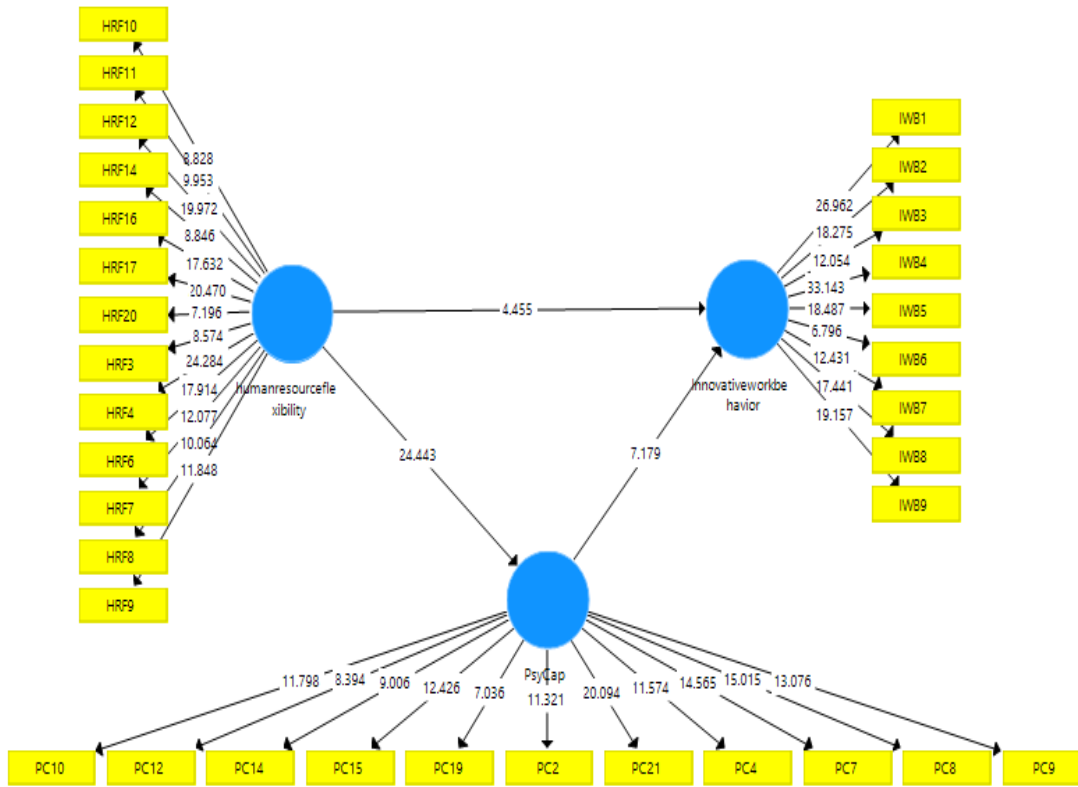 HRF10
HRF11
HRF12
HRF14
HRF16
HRF17
HRF20
HRF3
HRF4
HRF6
HRF7
HRF8
HRF9
8.828
9.953
19.972
8.846
17.632
20.470
7.196
8.574
24.284
17.914
12.077
10.064
11.848
humanresourcefle
xibility
4.455
24.443
7.179
Innovativeworkbe
havior
26.962
18.275
12.054
33.143
18.487
6.796
12.431
17.441
19.157
IWB1
IWB2
IWB3
IWB4
IWB5
IWB6
IWB7
IWB8
IWB9
PsyCap
11.798
8.394
9.006
12.426
7.036
11.321
20.094
11.574
14.565
15.015
13.076
PC10
PC12
PC14
PC15
PC19
PC2
PC21
PC4
PC7
PC8
PC9